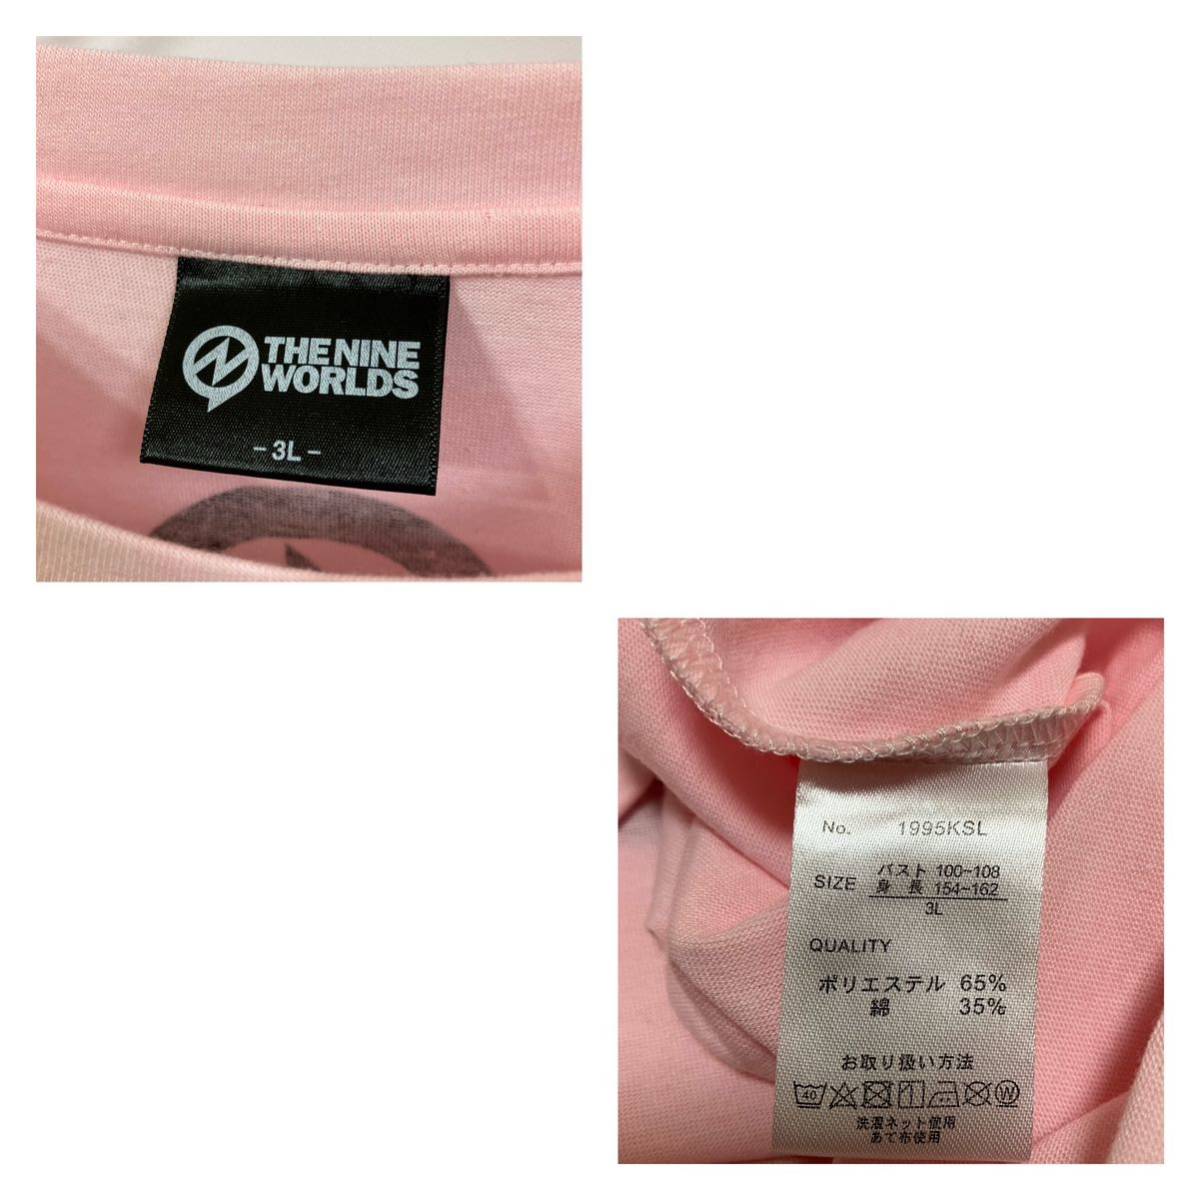 THE NINE
WORLDS
- 3L -
No. 1995KSL
SIZE
バスト 100~108
身 長 154~162
3L
QUALITY
ポリエステル 65%
綿 35%
お取り扱い方法
40 W
洗濯ネット使用
あて布使用